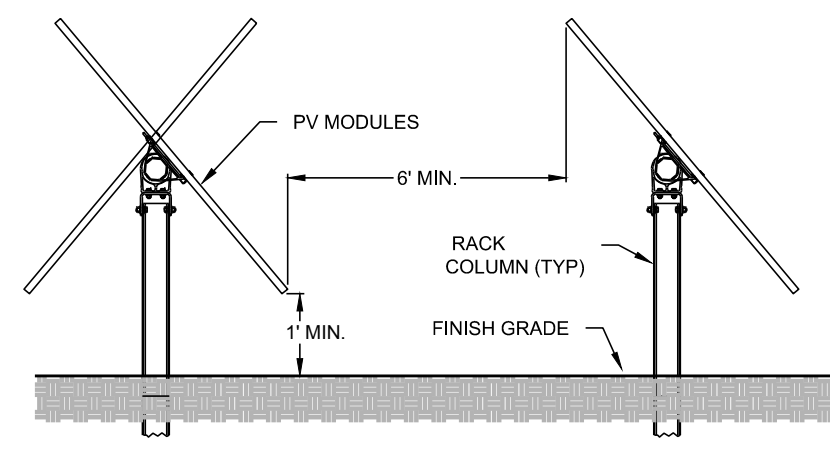 PV MODULES
6' MIN.
RACK
COLUMN (TYP)
1' MIN.
FINISH GRADE